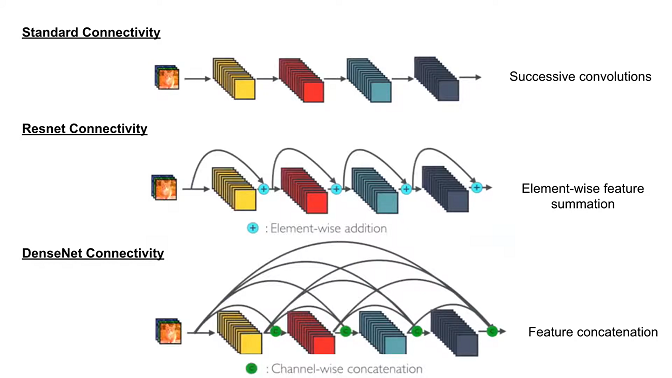 Standard Connectivity
Successive convolutions
Resnet Connectivity
+ + + +
Element-wise feature
summation
+ : Element-wise addition
DenseNet Connectivity
c c c c
Feature concatenation
c : Channel-wise concatenation